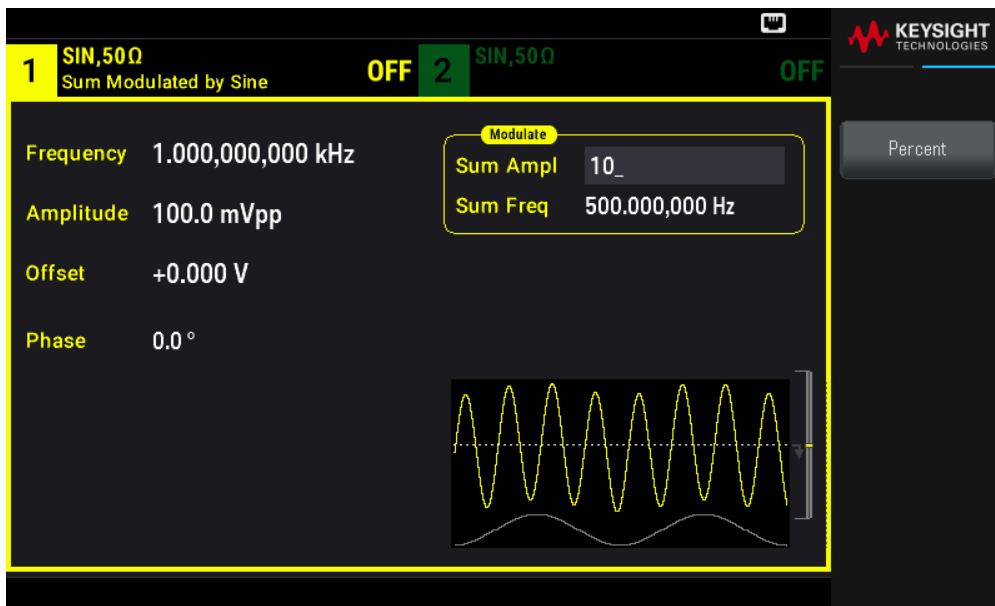 KEYSIGHT
TECHNOLOGIES
1 SIN,50Ω
Sum Modulated by Sine OFF
2 SIN,50Ω OFF
Frequency 1.000,000,000 kHz
Amplitude 100.0 mVpp
Offset +0.000 V
Phase 0.0 °
Modulate
Sum Ampl 10_
Sum Freq 500.000,000 Hz
Percent